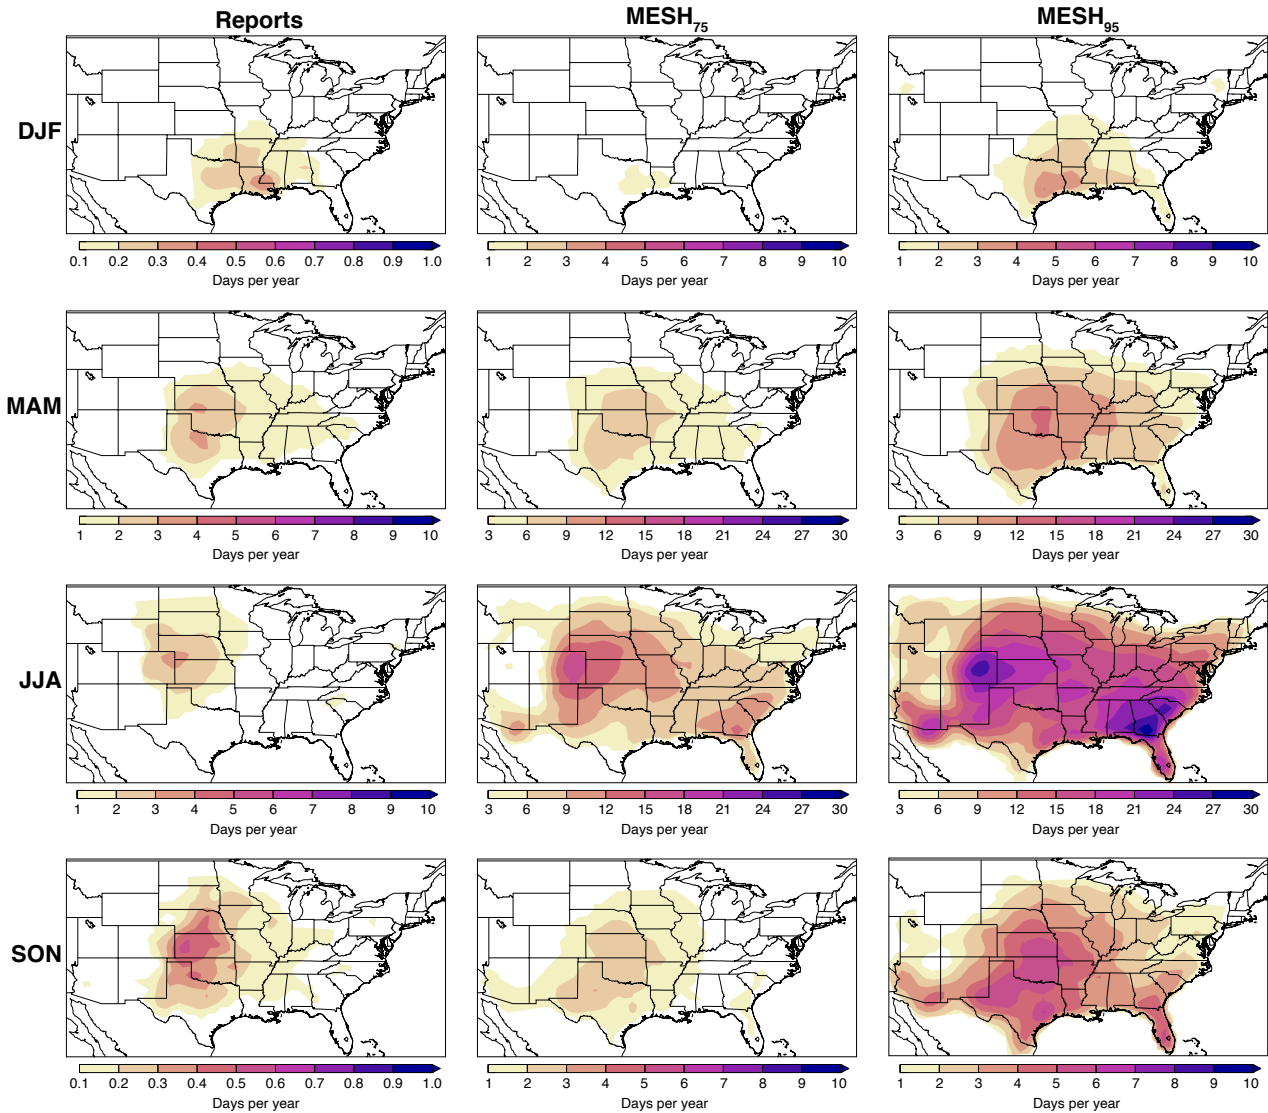 Reports MESH75 MESH95
DJF
0.1 0.2 0.3 0.4 0.5 0.6 0.7 0.8 0.9 1.0 1 2 3 4 5 6 7 8 9 10 1 2 3 4 5 6 7 8 9 10
Days per year Days per year Days per year
MAM
1 2 3 4 5 6 7 8 9 10 3 6 9 12 15 18 21 24 27 30 3 6 9 12 15 18 21 24 27 30
Days per year Days per year Days per year
JJA
1 2 3 4 5 6 7 8 9 10 3 6 9 12 15 18 21 24 27 30 3 6 9 12 15 18 21 24 27 30
Days per year Days per year Days per year
SON
0.1 0.2 0.3 0.4 0.5 0.6 0.7 0.8 0.9 1.0 1 2 3 4 5 6 7 8 9 10 1 2 3 4 5 6 7 8 9 10
Days per year Days per year Days per year